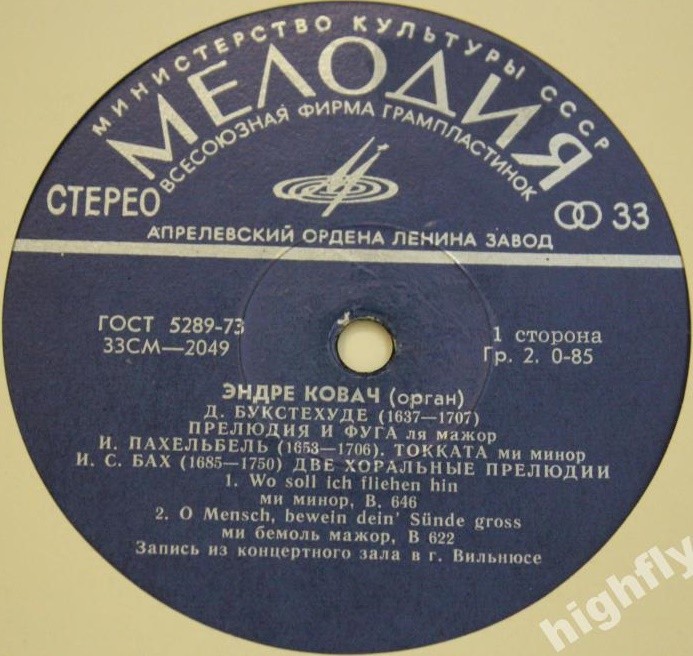 МИНИСТЕРСТВО КУЛЬТУРЫ СССР
МЕЛОДИЯ
ВСЕСОЮЗНАЯ ФИРМА ГРАМПЛАСТИНОК
СТЕРЕО
33
АПРЕЛЕВСКИЙ ОРДЕНА ЛЕНИНА ЗАВОД
ГОСТ 5289-73
33СМ—2049
1 сторона
Гр. 2. 0-85
ЭНДРЕ КОВАЧ (орган)
Д. БУКСТЕХУДЕ (1637—1707)
ПРЕЛЮДИЯ И ФУГА ля мажор
И. ПАХЕЛЬБЕЛЬ (1653—1706). ТОККАТА ми минор
И. С. БАХ (1685—1750) ДВЕ ХОРАЛЬНЫЕ ПРЕЛЮДИИ
1. Wo soll ich fliehen hin
ми минор, В. 646
2. O Mensch, bewein dein' Sünde gross
ми бемоль мажор, В 622
Запись из концертного зала в г. Вильнюсе
highfly